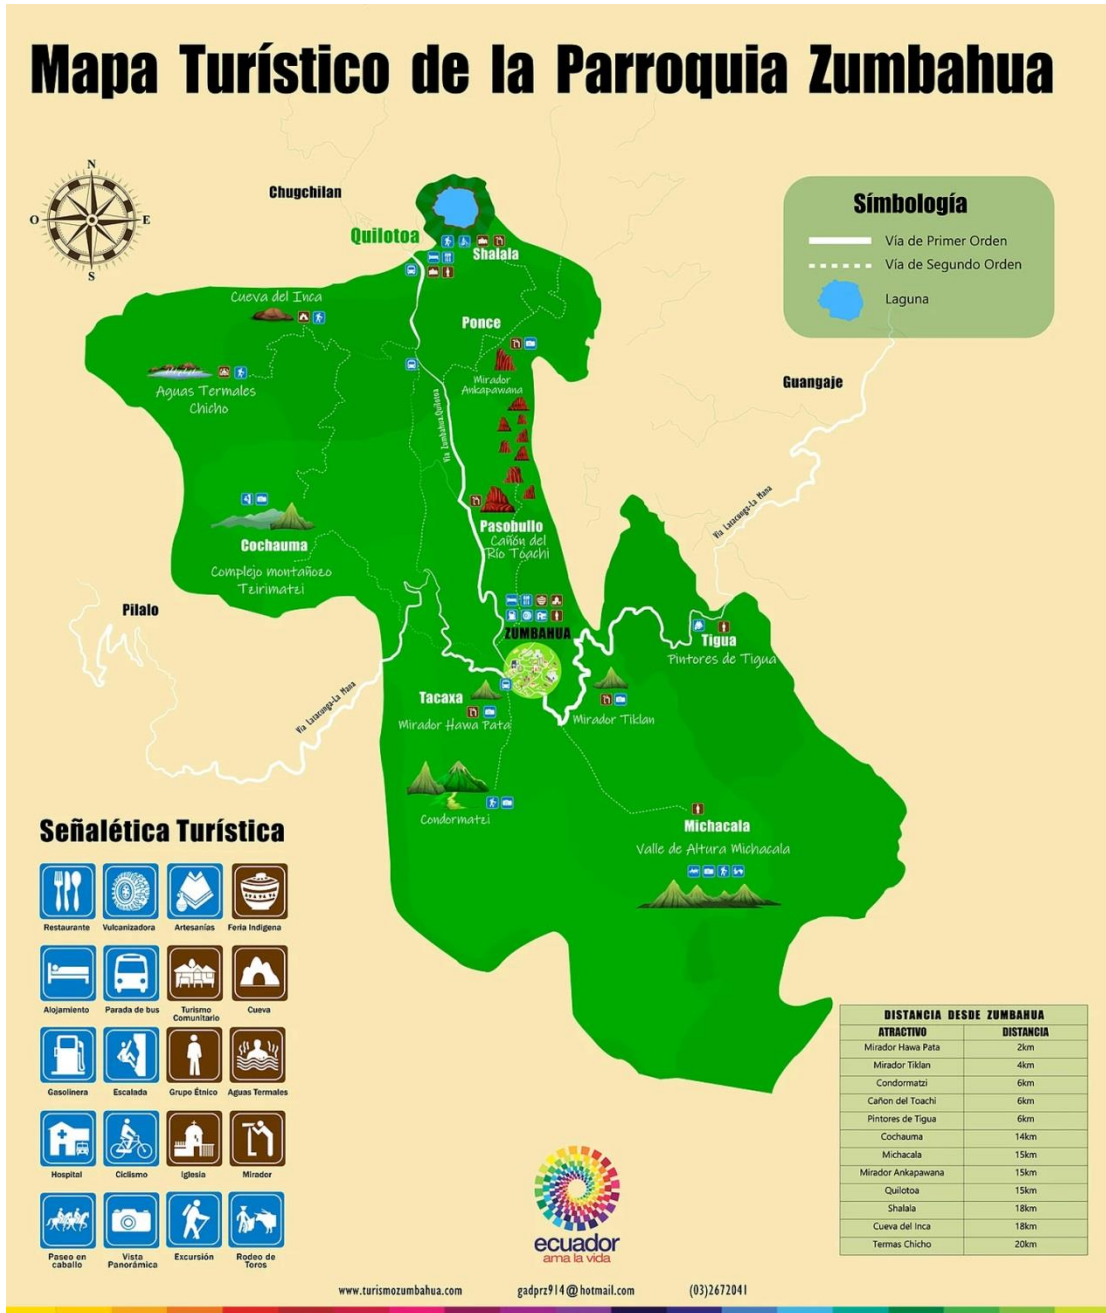 Mapa Turístico de la Parroquia Zumbahua
N
O
E
S
Chugchilan
Quilotoa
Shalala
Símbología
Vía de Primer Orden
Vía de Segundo Orden
Laguna
Cueva del Inca
Ponce
Mirador
Ankapawana
Guangaje
Aguas Termales
Chicho
Vía Zumbahua.Quilotoa
Vía Latacunga-La Mana
Pasobullo
Cañón del
Río Toachi
Cochauma
Complejo montañozo
Tzirimatzi
Pilalo
ZUMBAHUA
Tigua
Pintores de Tigua
Vía Latacunga-La Mana
Tacaxa
Mirador Hawa Pata
Mirador Tiklan
Condormatzi
Michacala
Valle de Altura Michacala
Señalética Turística
Restaurante
Vulcanizadora
Artesanías
Feria Indigena
Alojamiento
Parada de bus
Turismo
Comunitario
Cueva
Gasolinera
Escalada
Grupo Étnico
Aguas Termales
Hospital
Ciclismo
Iglesia
Mirador
Paseo en
caballo
Vista
Panorámica
Excursión
Rodeo de
Toros
DISTANCIA DESDE ZUMBAHUA
ATRACTIVO DISTANCIA
Mirador Hawa Pata 2km
Mirador Tiklan 4km
Condormatzi 6km
Cañon del Toachi 6km
Pintores de Tigua 6km
Cochauma 14km
Michacala 15km
Mirador Ankapawana 15km
Quilotoa 15km
Shalala 18km
Cueva del Inca 18km
Termas Chicho 20km
ecuador
ama la vida
www.turismozumbahua.com gadprz914@hotmail.com (03)2672041